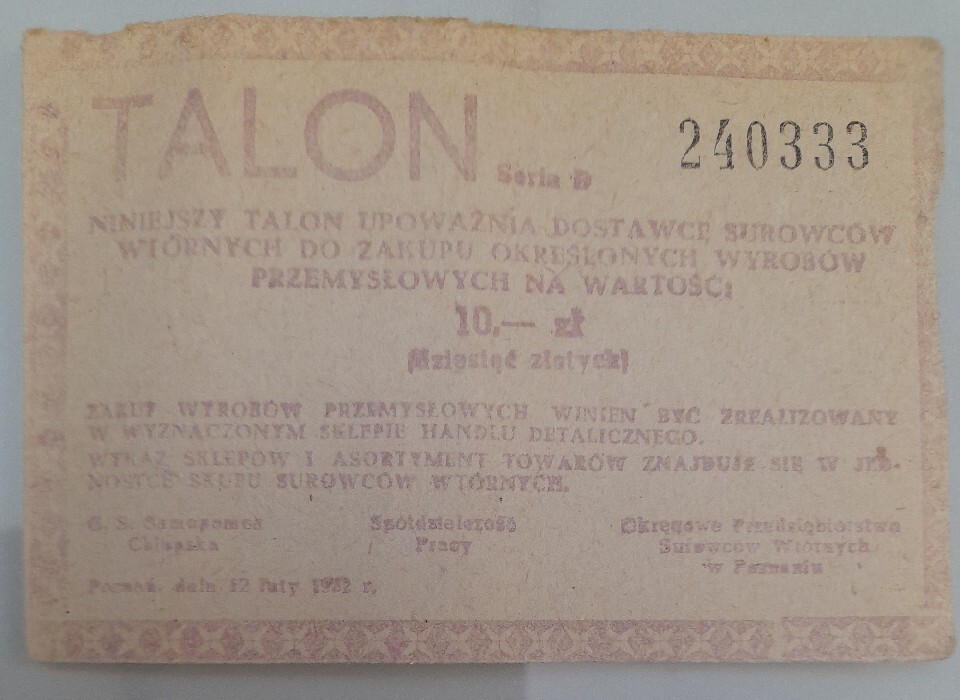 TALON
Seria D
240333
NINIEJSZY TALON UPOWAŻNIA DOSTAWCĘ SUROWCÓW
WTÓRNYCH DO ZAKUPU OKREŚLONYCH WYROBÓW
PRZEMYSŁOWYCH NA WARTOŚĆ:
10,— zł
(dziesięć złotych)
ZAKUP WYROBÓW PRZEMYSŁOWYCH WINIEN BYĆ ZREALIZOWANY
W WYZNACZONYM SKLEPIE HANDLU DETALICZNEGO.
WYKAZ SKLEPÓW I ASORTYMENT TOWARÓW ZNAJDUJE SIĘ W JED-
NOSTCE SKUPU SUROWCÓW WTÓRNYCH.
G. S. Samopomoc
Chłopska
Spółdzielczość
Pracy
Okręgowe Przedsiębiorstwo
Surowców Wtórnych
w Poznaniu
Poznań, dnia 12 luty 1982 r.